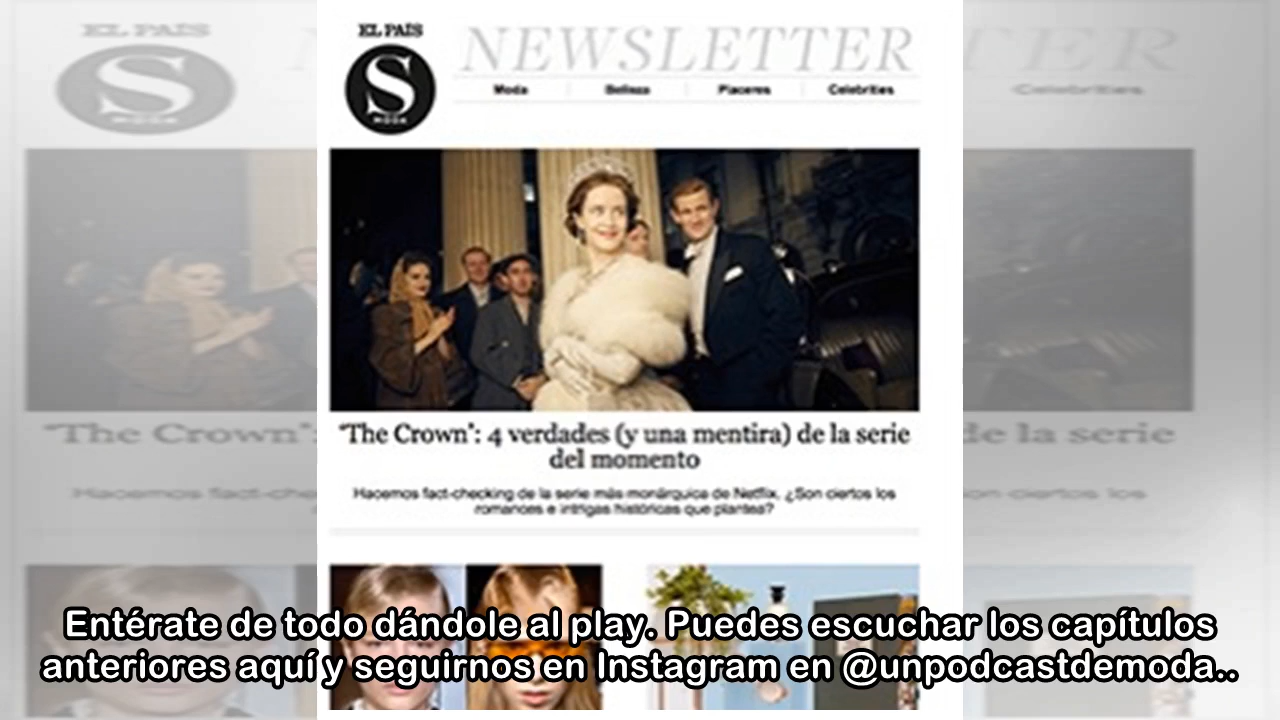 EL PAÍS
NEWSLETTER
S
MODA
Moda
Belleza
Placeres
Celebrities
'The Crown': 4 verdades (y una mentira) de la serie
del momento
Hacemos fact-checking de la serie más monárquica de Netflix. ¿Son ciertos los
romances e intrigas históricas que plantea?
Entérate de todo dándole al play. Puedes escuchar los capítulos
anteriores aquí y seguirnos en Instagram en @unpodcastdemoda..